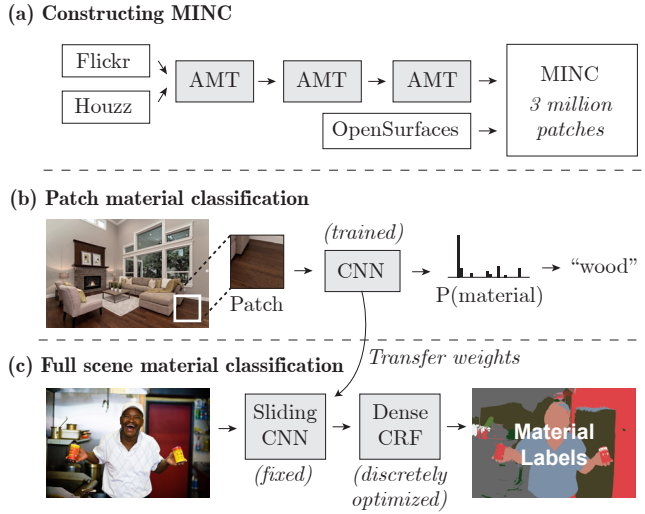 (a) Constructing MINC
Flickr
Houzz
AMT
AMT
AMT
OpenSurfaces
MINC
3 million
patches
(b) Patch material classification
Patch
(trained)
CNN
P(material)
“wood”
Transfer weights
(c) Full scene material classification
Sliding
CNN
(fixed)
Dense
CRF
(discretely
optimized)
Material
Labels